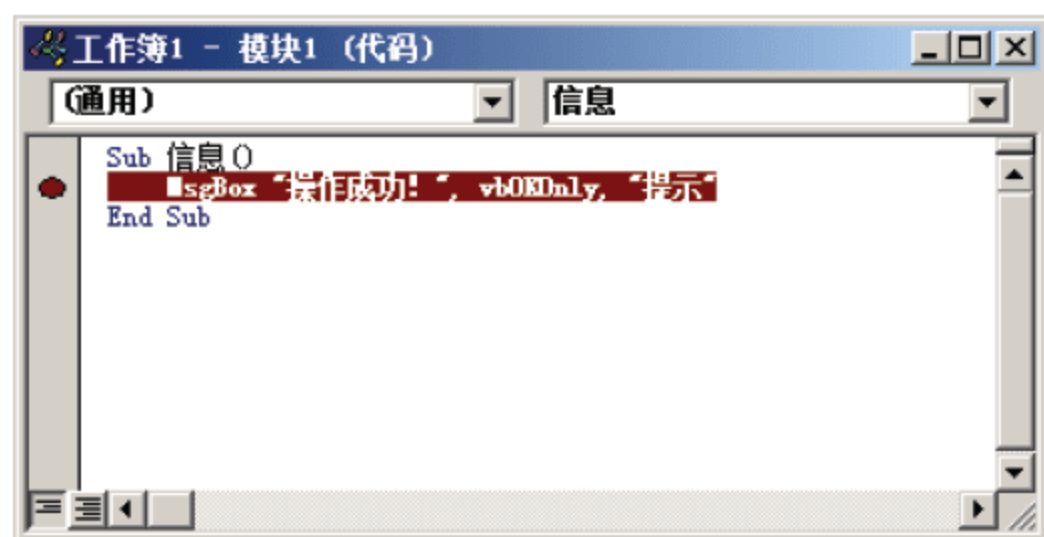 工作簿1 - 模块1 (代码)
(通用) 信息
Sub 信息()
MsgBox "操作成功！", vbOKOnly, "提示"
End Sub